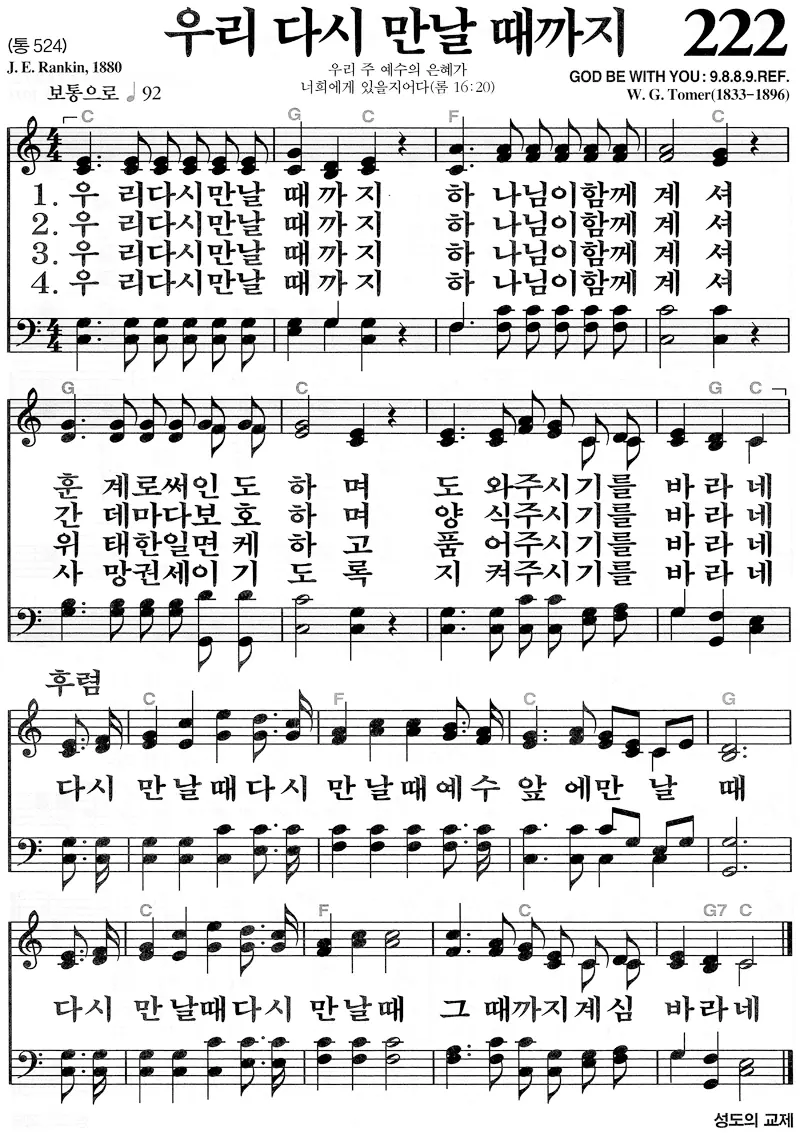 (통 524)
우리 다시 만날 때까지 222
J. E. Rankin, 1880
우리 주 예수의 은혜가
너희에게 있을지어다(롬 16:20)
GOD BE WITH YOU : 9.8.8.9.REF.
보통으로 ♩92
W. G. Tomer(1833-1896)
C G C F C
4 4
1. 우 리다시만날 때까지 하 나님이함께 계 셔
2. 우 리다시만날 때까지 하 나님이함께 계 셔
3. 우 리다시만날 때까지 하 나님이함께 계 셔
4. 우 리다시만날 때까지 하 나님이함께 계 셔
4 4
G C G C
훈 계로써인 도 하 며 도 와주시기를 바라네
간 데마다보 호 하 며 양 식주시기를 바라네
위 태한일면 케 하 고 품 어주시기를 바라네
사 망권세이 기 도 록 지 켜주시기를 바라네
후렴
C F C G
다시 만날때다시 만날때예수 앞 에만 날 때
C F C G7 C
다시 만날때다시 만날때 그 때까지계심 바라네
성도의 교제